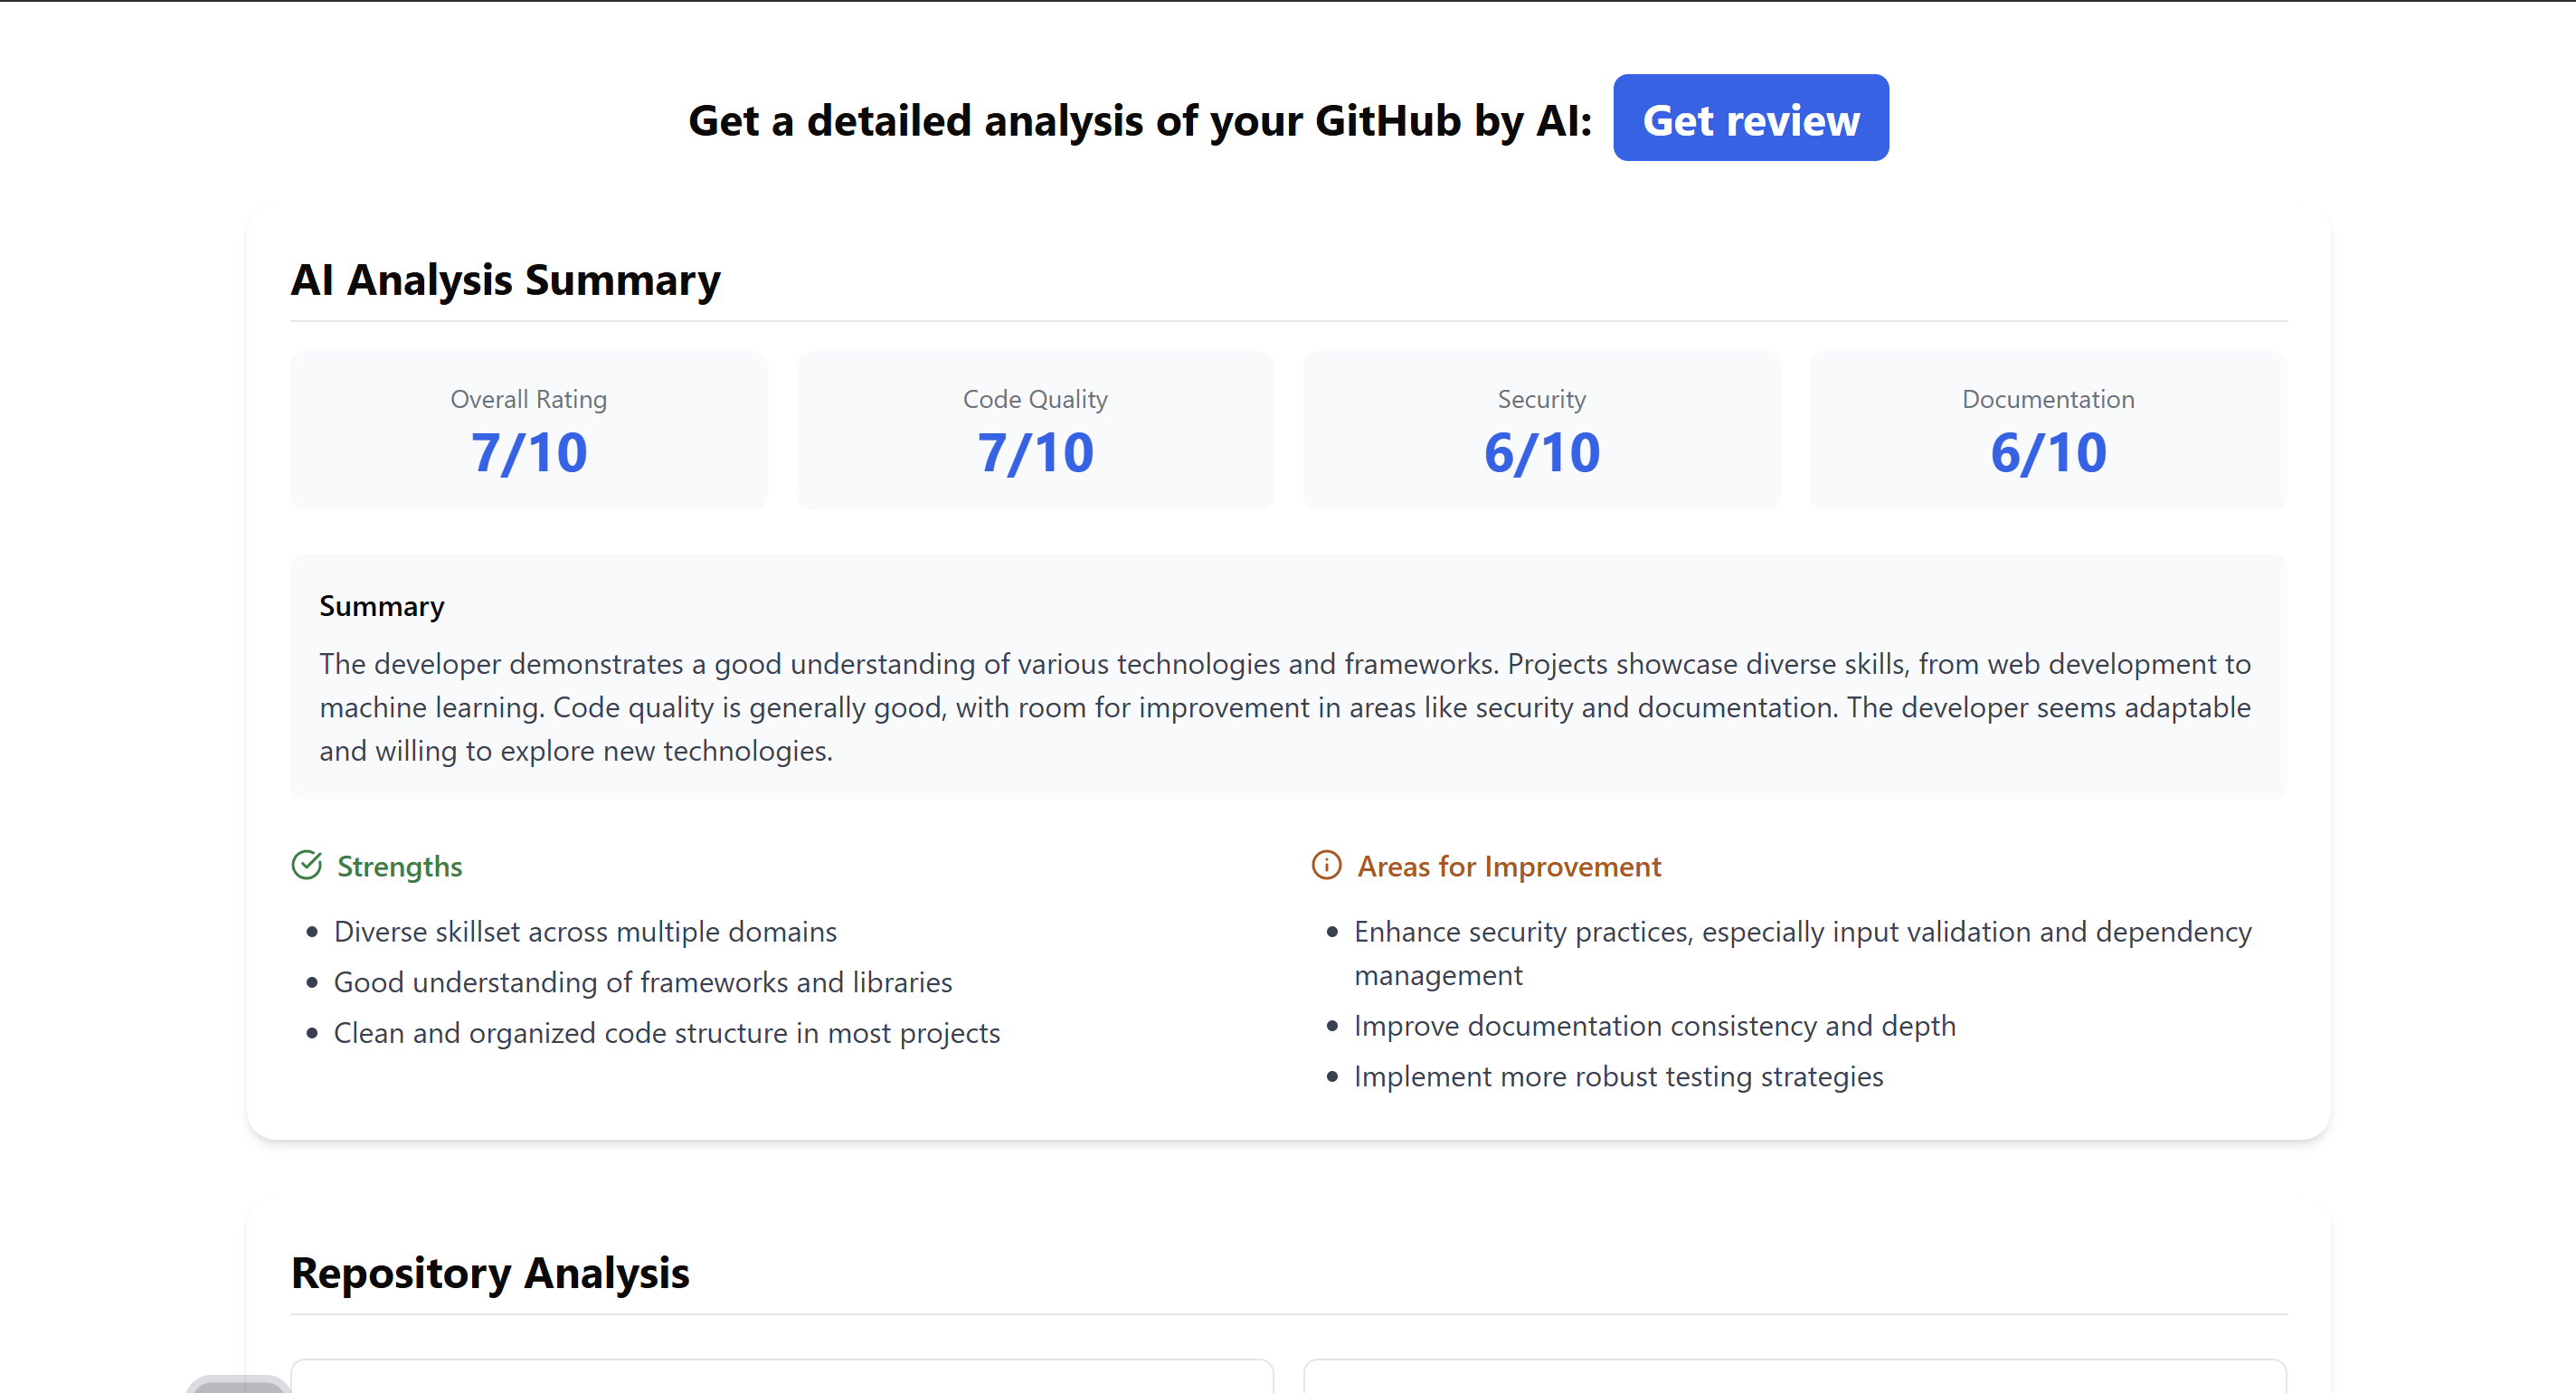 Get a detailed analysis of your GitHub by AI: Get review
AI Analysis Summary
Overall Rating
7/10
Code Quality
7/10
Security
6/10
Documentation
6/10
Summary
The developer demonstrates a good understanding of various technologies and frameworks. Projects showcase diverse skills, from web development to
machine learning. Code quality is generally good, with room for improvement in areas like security and documentation. The developer seems adaptable
and willing to explore new technologies.
Strengths
Diverse skillset across multiple domains
Good understanding of frameworks and libraries
Clean and organized code structure in most projects
Areas for Improvement
Enhance security practices, especially input validation and dependency
management
Improve documentation consistency and depth
Implement more robust testing strategies
Repository Analysis